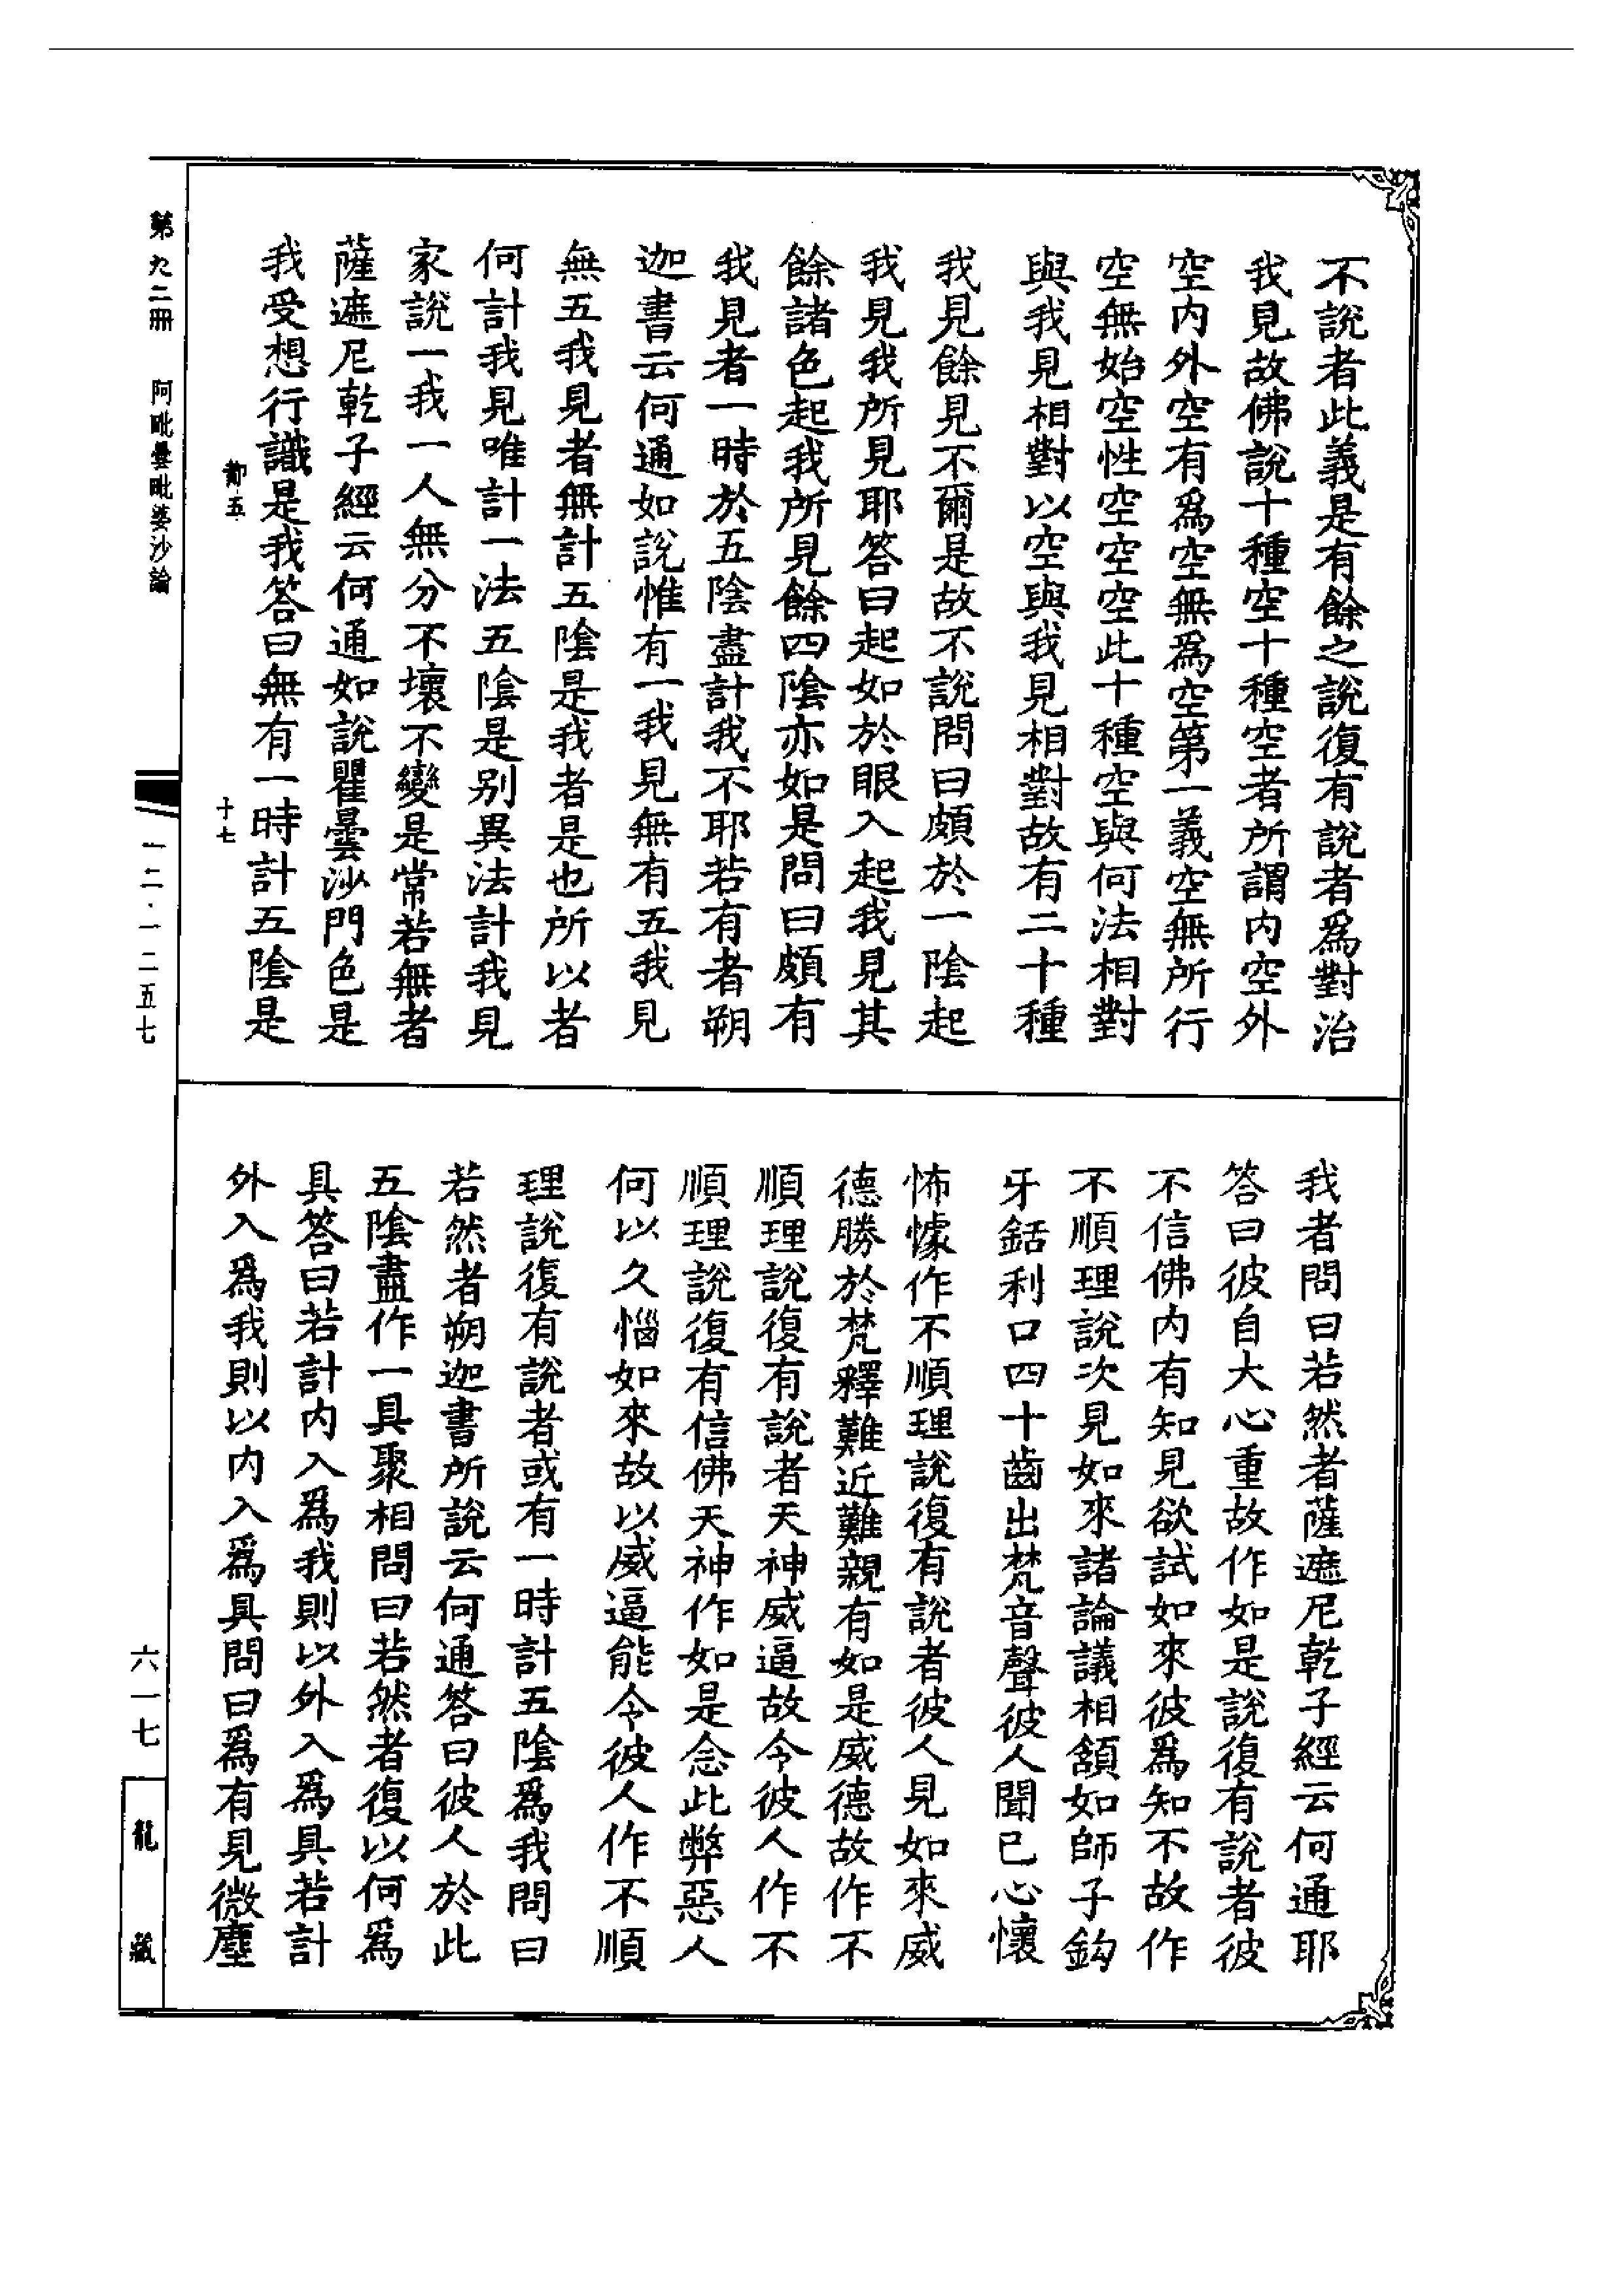 不說者此義是有餘之說復有說者爲對治
我見故佛說十種空十種空者所謂内空外
空内外空有爲空無爲空第一義空無所行
空無始空性空空空此十種空與何法相對
與我見相對以空與我見相對故有二十種
我見餘見不爾是故不說問曰頗於一陰起
我見我所見耶答曰起如於眼入起我見其
餘諸色起我所見餘四陰亦如是問曰頗有
我見者一時於五陰盡計我不耶若有者朔
迦書云何通如說惟有一我見無有五我見
無五我見者無計五陰是我者是也所以者
何計我見唯計一法五陰是別異法計我見
家說一我一人無分不壞不變是常若無者
薩遮尼乾子經云何通如說瞿曇沙門色是
我受想行識是我答曰無有一時計五陰是
我者問曰若然者薩遮尼乾子經云何通耶
答曰彼自大心重故作如是說復有說者彼
不信佛内有知見欲試如來彼爲知不故作
不順理說次見如來諸論議相頷如師子鈎
牙銛利口四十齒出梵音聲彼人聞已心懷
怖懅作不順理說復有說者彼人見如來威
德勝於梵釋難近難親有如是威德故作不
順理說復有說者天神威逼故令彼人作不
順理說復有信佛天神作如是念此弊惡人
何以久惱如來故以威逼能令彼人作不順
理說復有說者或有一時計五陰爲我問曰
若然者朔迦書所說云何通答曰彼人於此
五陰盡作一具聚相問曰若然者復以何爲
具答曰若計内入爲我則以外入爲具若計
外入爲我則以内入爲具問曰爲有見微塵
第九二冊 阿毗曇毗婆沙論
一二·一二五七
六一七
龍藏
十七